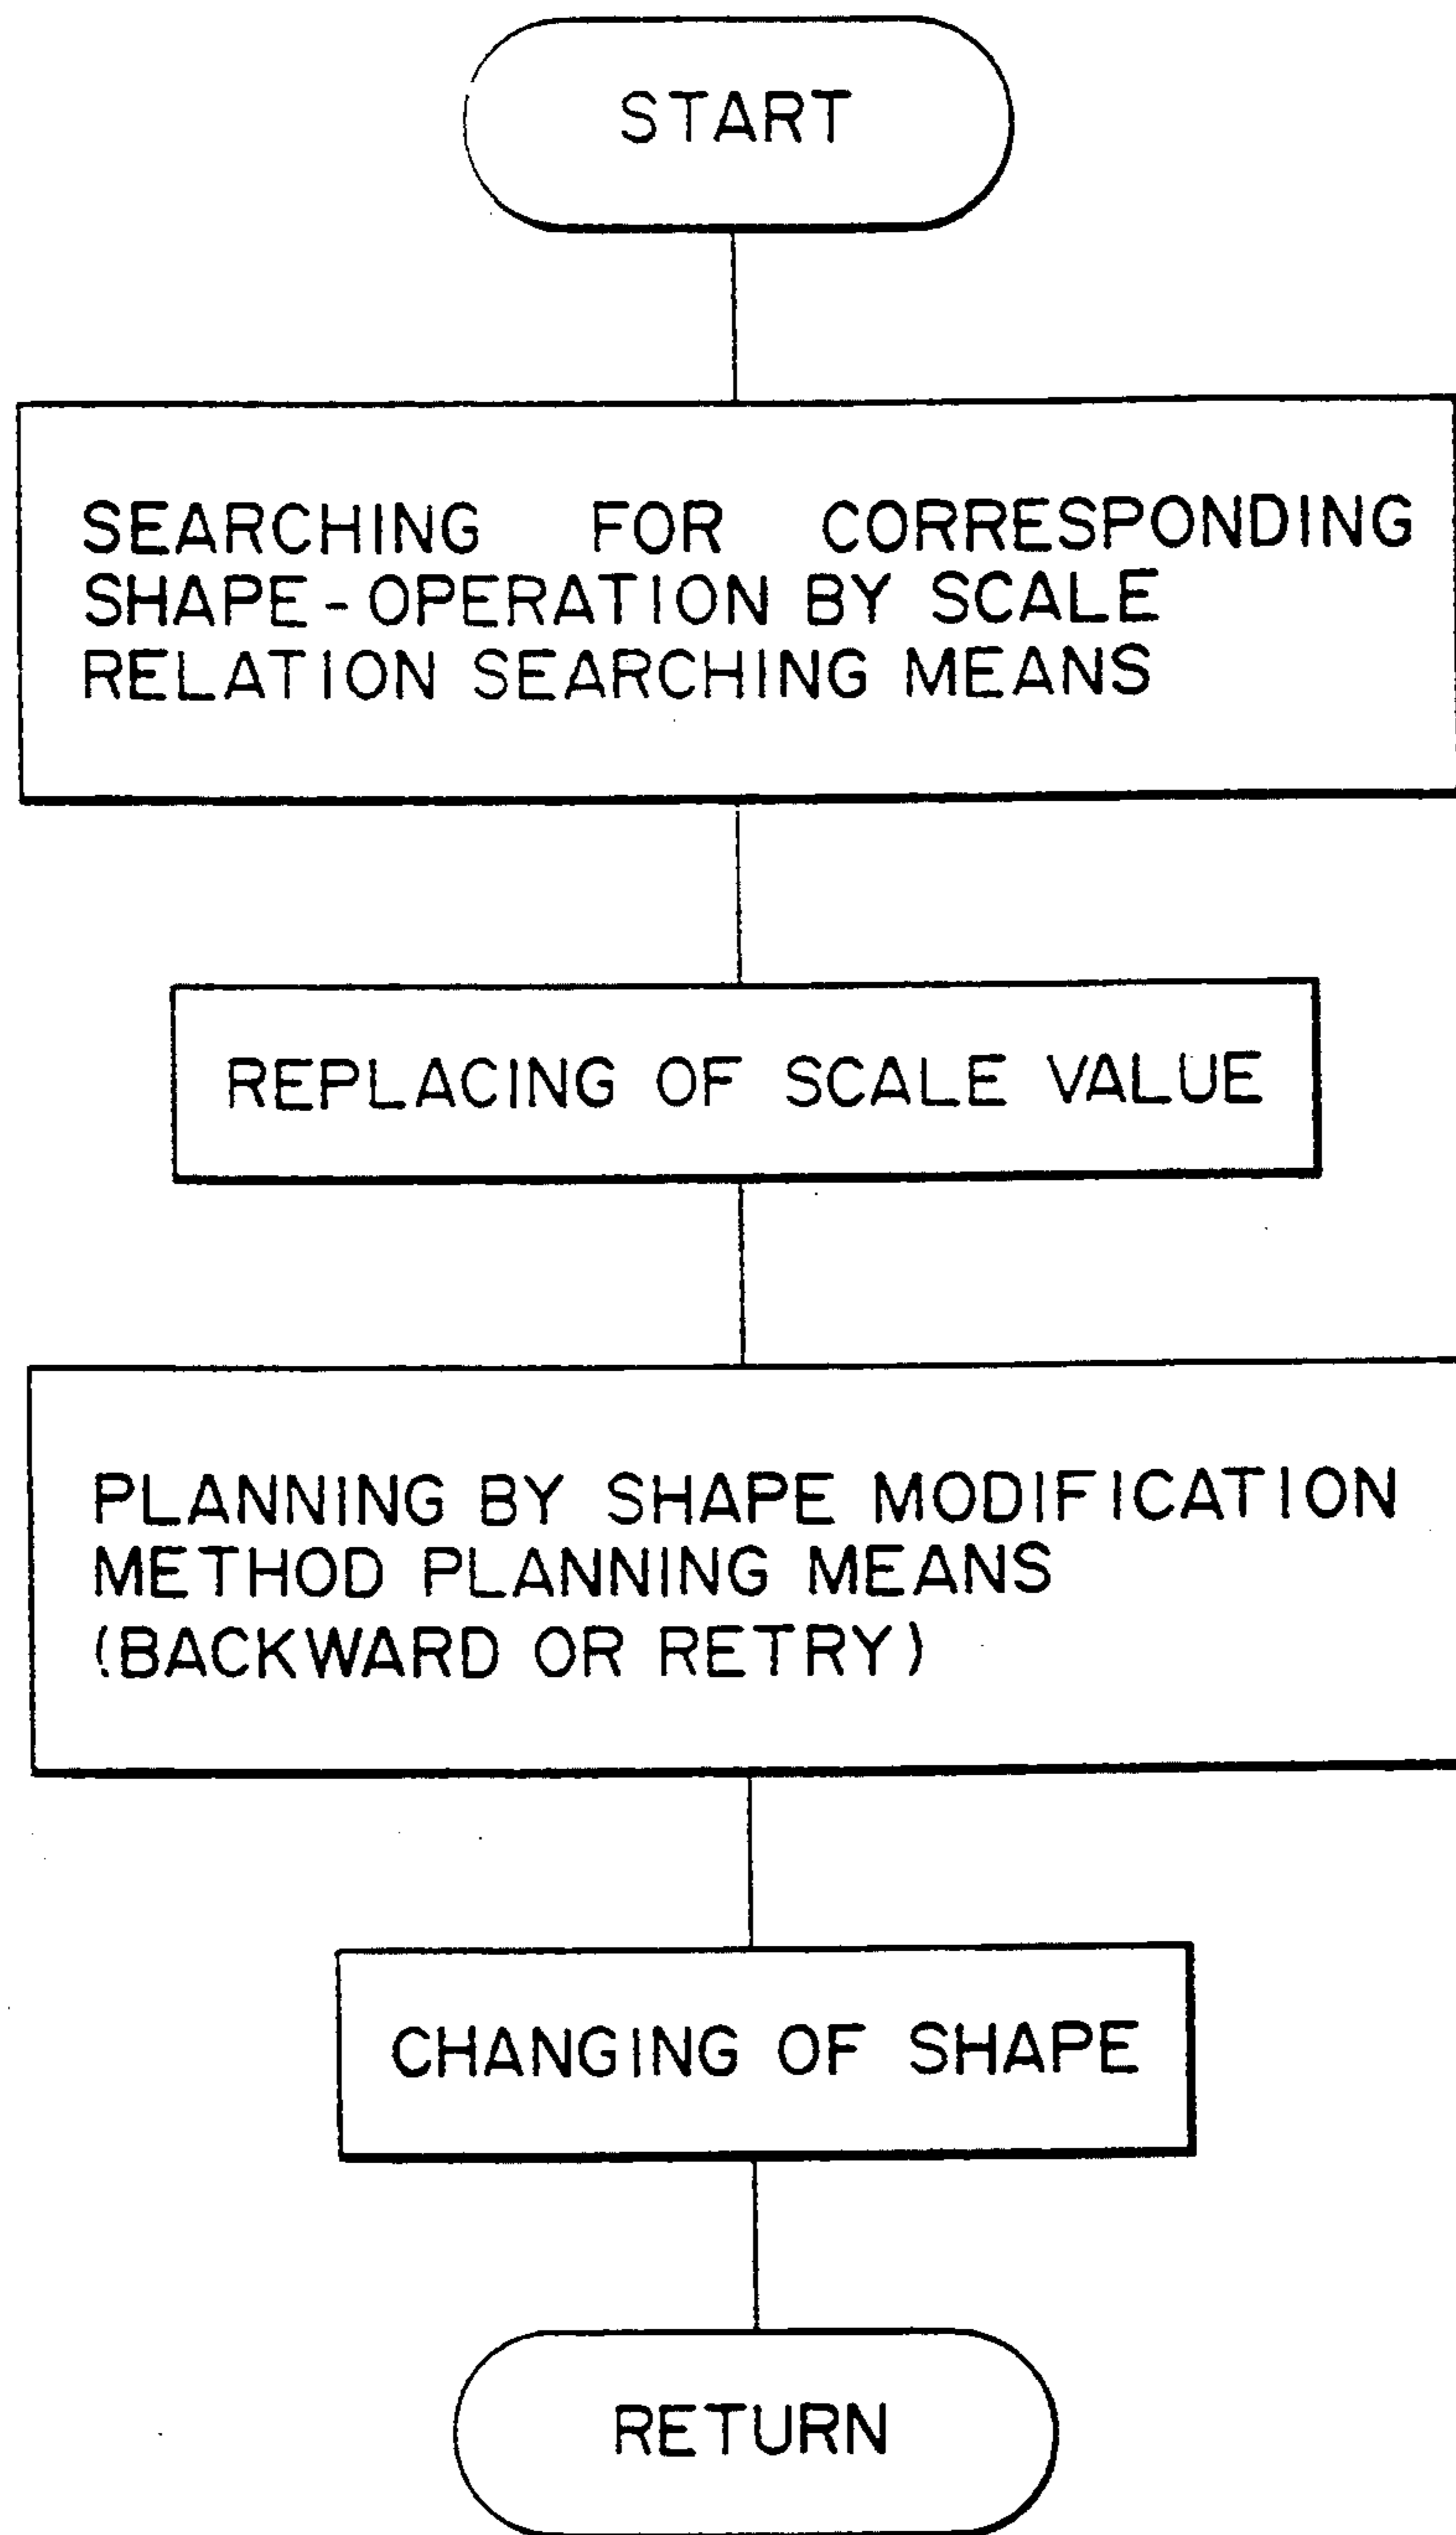 START
SEARCHING FOR CORRESPONDING
SHAPE-OPERATION BY SCALE
RELATION SEARCHING MEANS
REPLACING OF SCALE VALUE
PLANNING BY SHAPE MODIFICATION
METHOD PLANNING MEANS
(BACKWARD OR RETRY)
CHANGING OF SHAPE
RETURN